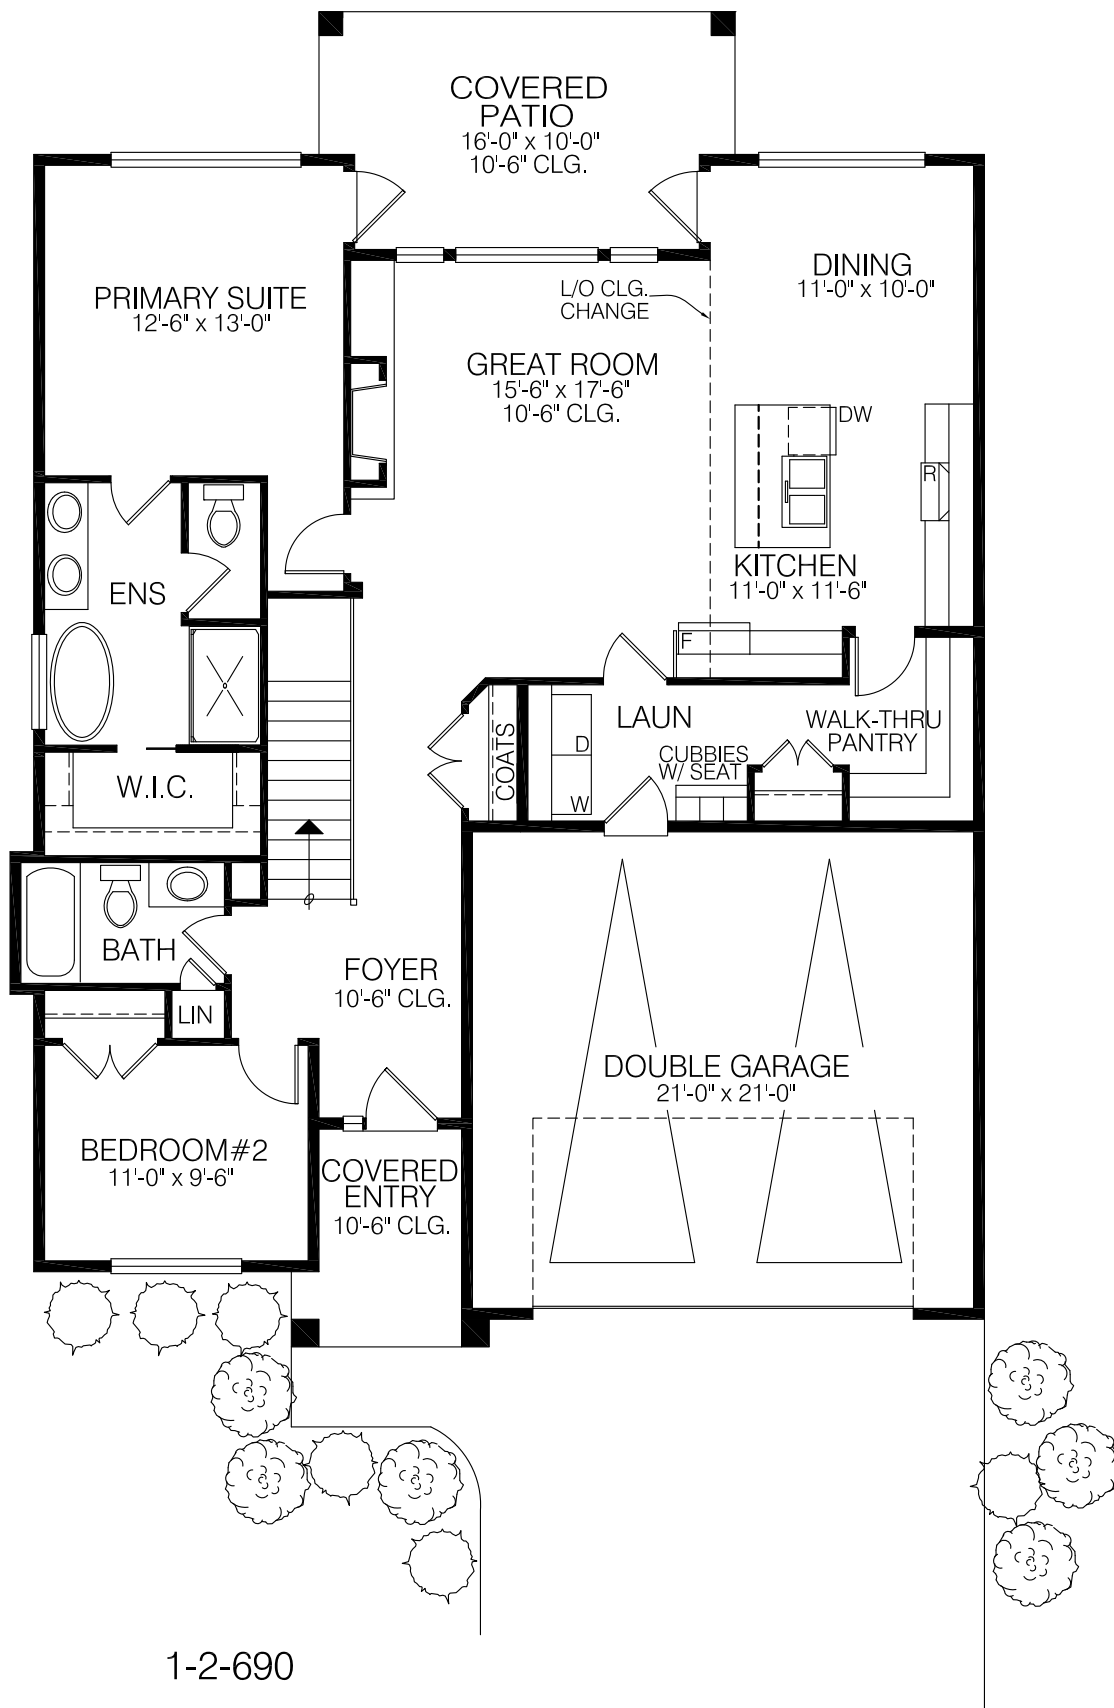 COVERED
PATIO
16'-0" x 10'-0"
10'-6" CLG.
PRIMARY SUITE
12'-6" x 13'-0"
L/O CLG.
CHANGE
DINING
11'-0" x 10'-0"
GREAT ROOM
15'-6" x 17'-6"
10'-6" CLG.
DW
R
KITCHEN
11'-0" x 11'-6"
ENS
F
LAUN
WALK-THRU
PANTRY
COATS
D
CUBBIES
W/ SEAT
W
W.I.C.
BATH
FOYER
10'-6" CLG.
LIN
DOUBLE GARAGE
21'-0" x 21'-0"
BEDROOM#2
11'-0" x 9'-6"
COVERED
ENTRY
10'-6" CLG.
1-2-690